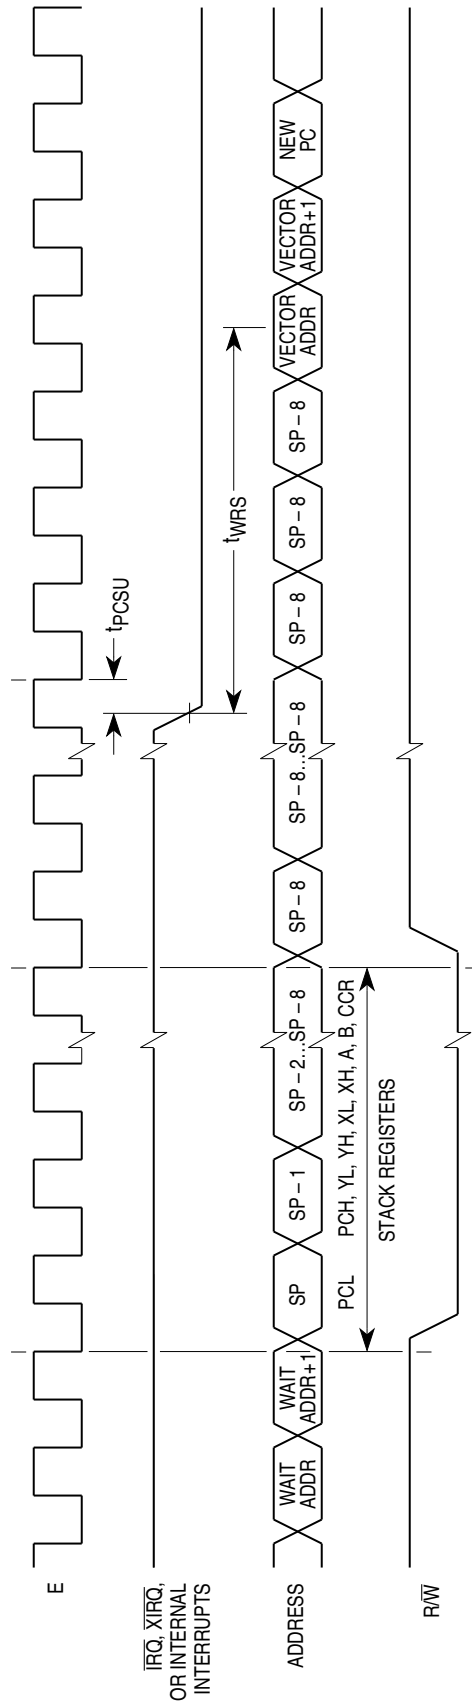 E
t PCSU
IRQ, XIRQ,
OR INTERNAL
INTERRUPTS
t WRS
ADDRESS
WAIT
ADDR
WAIT
ADDR+1
SP
SP – 1
SP – 2...SP – 8
SP – 8
SP – 8...SP – 8
SP – 8
SP – 8
SP – 8
VECTOR
ADDR
VECTOR
ADDR+1
NEW
PC
PCL PCH, YL, YH, XL, XH, A, B, CCR
STACK REGISTERS
R/W